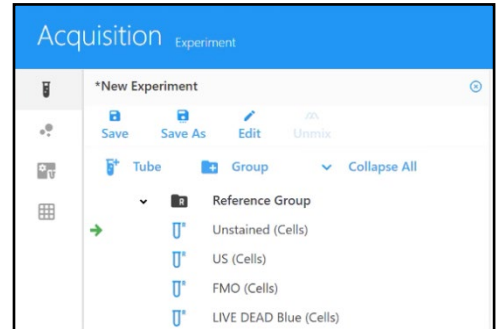 Acquisition Experiment
*New Experiment
Save Save As Edit Unmix
Tube Group Collapse All
Reference Group
Unstained (Cells)
US (Cells)
FMO (Cells)
LIVE DEAD Blue (Cells)